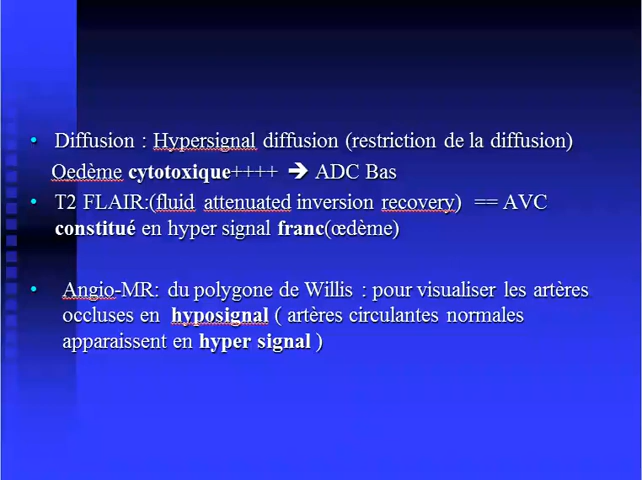 • Diffusion : Hypersignal diffusion (restriction de la diffusion)
Oedème cytotoxique++++ ➔ ADC Bas
• T2 FLAIR:(fluid attenuated inversion recovery) == AVC
constitué en hyper signal franc(œdème)
• Angio-MR: du polygone de Willis : pour visualiser les artères
occluses en hyposignal ( artères circulantes normales
apparaissent en hyper signal )